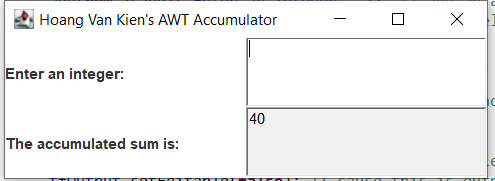 Hoang Van Kien's AWT Accumulator
Enter an integer:
The accumulated sum is:
40